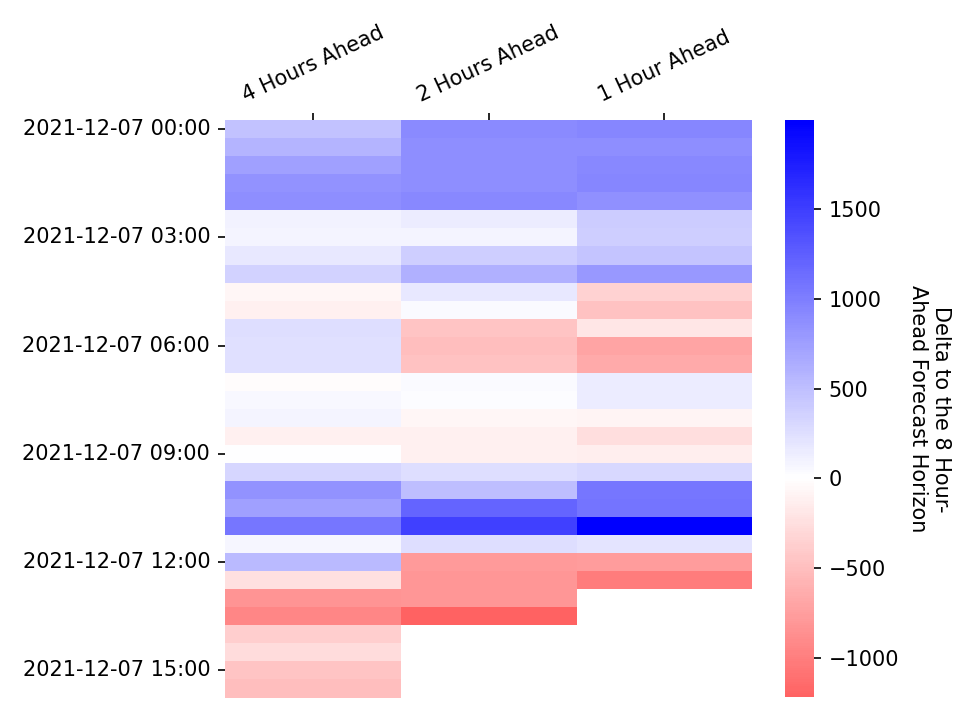 4 Hours Ahead
2 Hours Ahead
1 Hour Ahead
2021-12-07 00:00
2021-12-07 03:00
2021-12-07 06:00
2021-12-07 09:00
2021-12-07 12:00
2021-12-07 15:00
1500
1000
500
0
−500
−1000
Delta to the 8 Hour-
Ahead Forecast Horizon